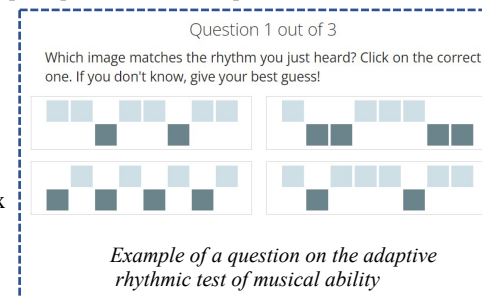 Question 1 out of 3
Which image matches the rhythm you just heard? Click on the correct
one. If you don't know, give your best guess!
x
Example of a question on the adaptive
rhythmic test of musical ability